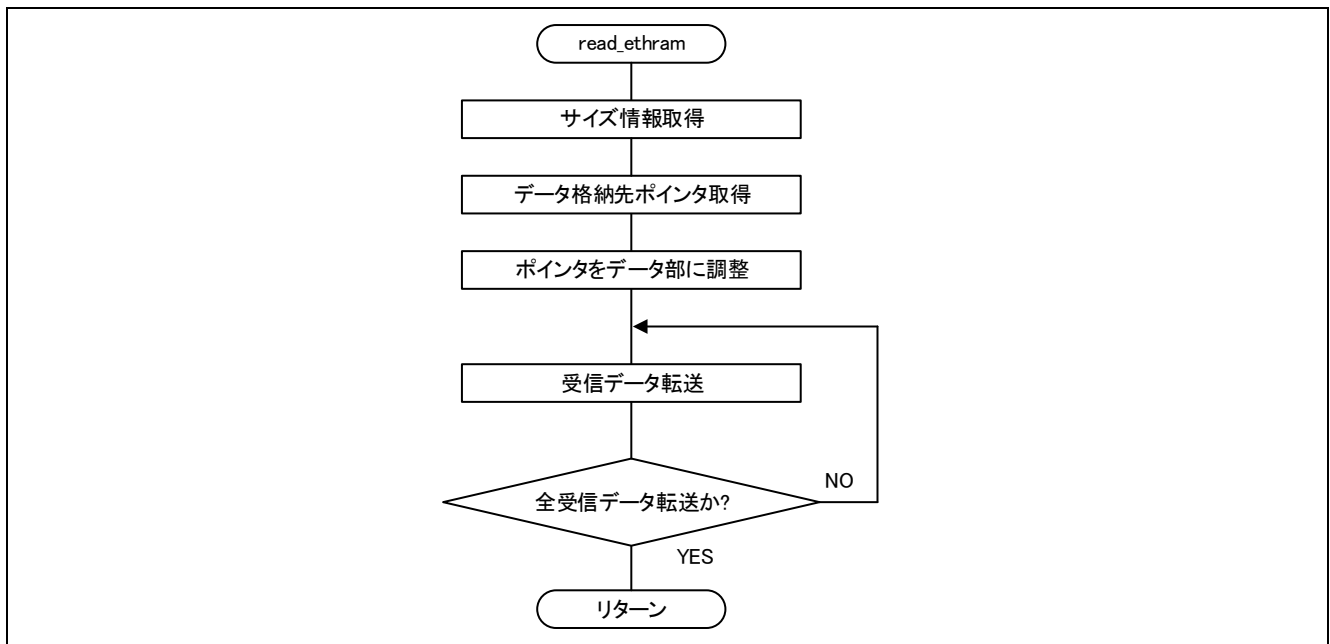 read_ethram
サイズ情報取得
データ格納先ポインタ取得
ポインタをデータ部に調整
受信データ転送
全受信データ転送か?
NO
YES
リターン